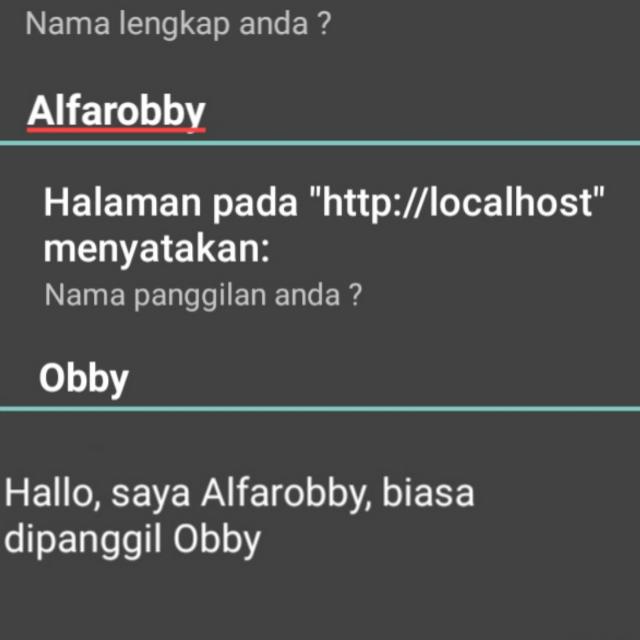 Nama lengkap anda ?
Alfarobby
Halaman pada "http://localhost"
menyatakan:
Nama panggilan anda ?
Obby
Hallo, saya Alfarobby, biasa
dipanggil Obby